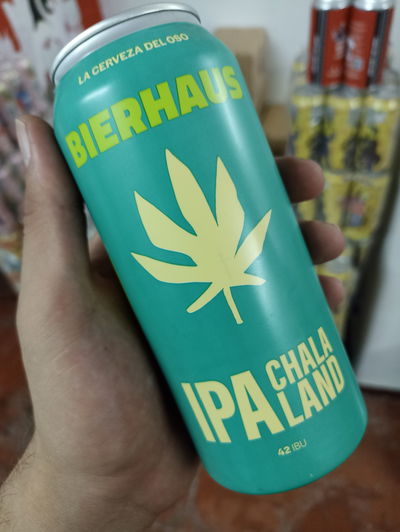 LA CERVEZA DEL OSO
BIERHAUS
IPA CHALA LAND
42 IBU